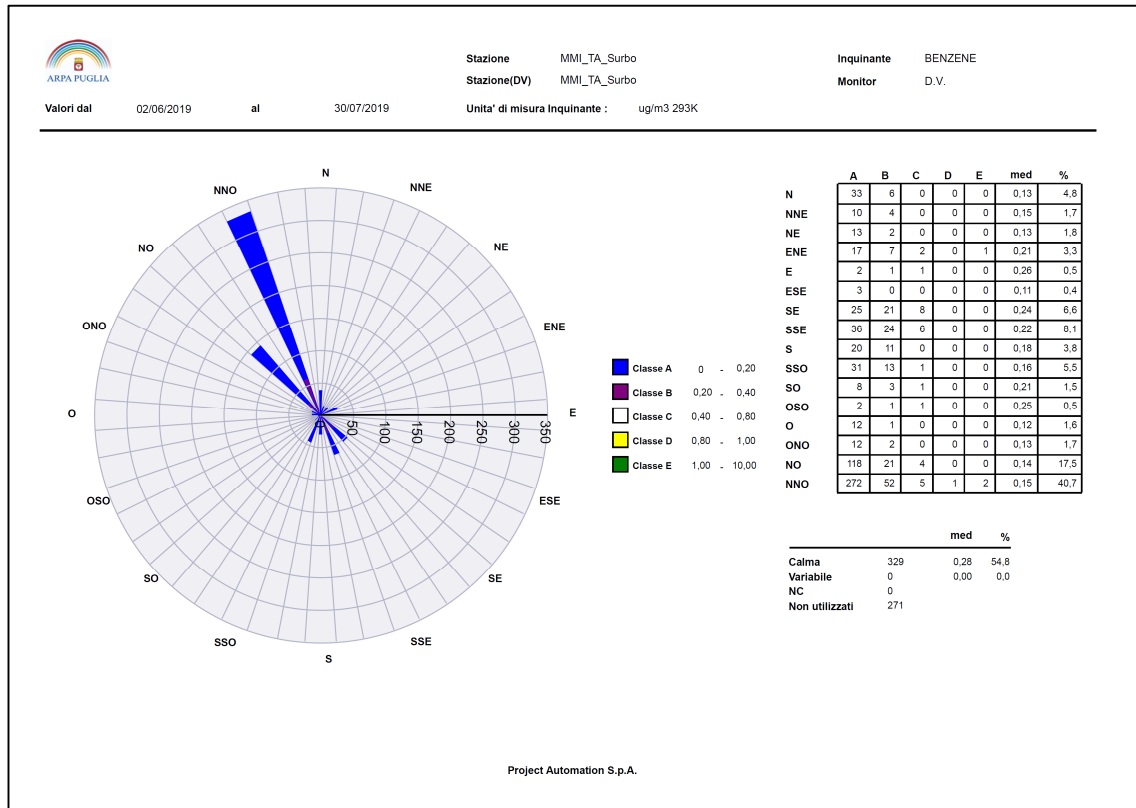 ARPA PUGLIA
Stazione MMI_TA_Surbo Inquinante BENZENE
Stazione(DV) MMI_TA_Surbo Monitor D.V.
Valori dal 02/06/2019 al 30/07/2019 Unita' di misura Inquinante : ug/m3 293K
N
NNE
NE
ENE
E
ESE
SE
SSE
S
SSO
SO
OSO
O
ONO
NO
NNO
0 50 100 150 200 250 300 350
Classe A 0 - 0,20
Classe B 0,20 - 0,40
Classe C 0,40 - 0,80
Classe D 0,80 - 1,00
Classe E 1,00 - 10,00
A B C D E med %
N 33 6 0 0 0 0,13 4,8
NNE 10 4 0 0 0 0,15 1,7
NE 13 2 0 0 0 0,13 1,8
ENE 17 7 2 0 1 0,21 3,3
E 2 1 1 0 0 0,26 0,5
ESE 3 0 0 0 0 0,11 0,4
SE 25 21 8 0 0 0,24 6,6
SSE 36 24 6 0 0 0,22 8,1
S 20 11 0 0 0 0,18 3,8
SSO 31 13 1 0 0 0,16 5,5
SO 8 3 1 0 0 0,21 1,5
OSO 2 1 1 0 0 0,25 0,5
O 12 1 0 0 0 0,12 1,6
ONO 12 2 0 0 0 0,13 1,7
NO 118 21 4 0 0 0,14 17,5
NNO 272 52 5 1 2 0,15 40,7
med %
Calma 329 0,28 54,8
Variabile 0 0,00 0,0
NC 0
Non utilizzati 271
Project Automation S.p.A.